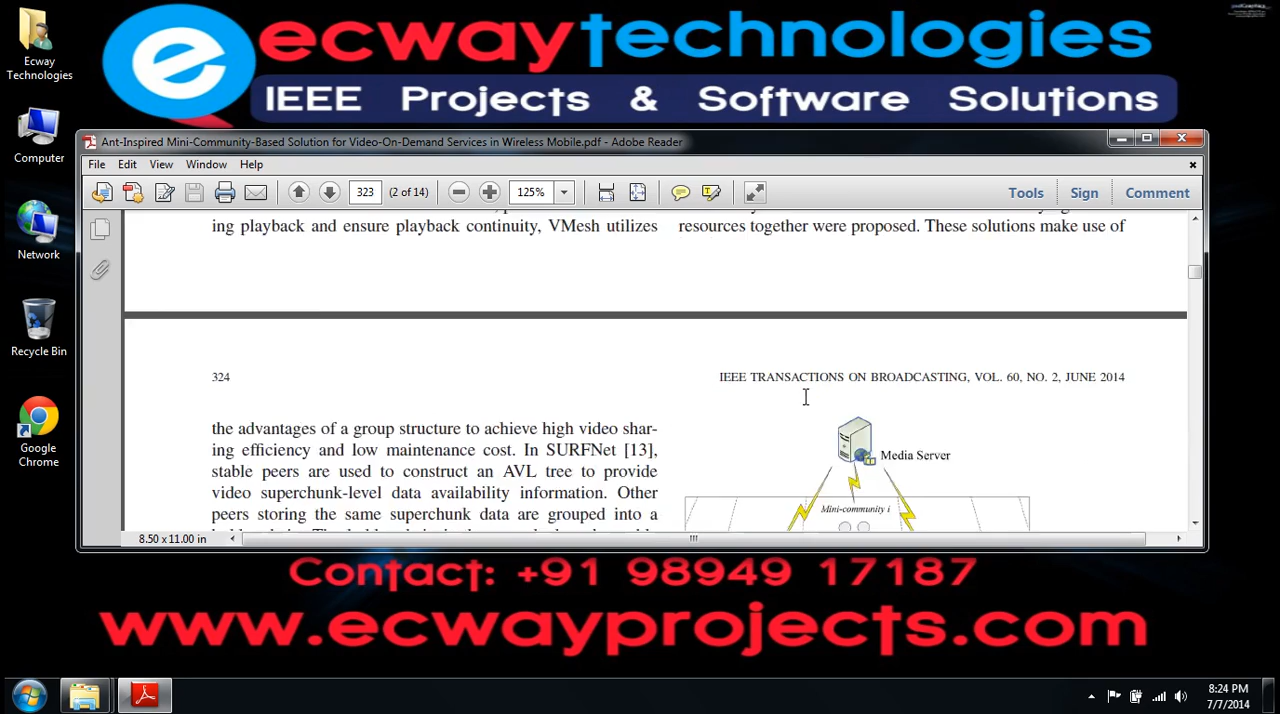 ecwaytechnologies
IEEE Projects & Software Solutions
Ecway
Technologies
Computer
Network
Recycle Bin
Google
Chrome
Ant-Inspired Mini-Community-Based Solution for Video-On-Demand Services in Wireless Mobile.pdf - Adobe Reader
File Edit View Window Help
323 (2 of 14) 125% Tools Sign Comment
ing playback and ensure playback continuity, VMesh utilizes
resources together were proposed. These solutions make use of
324
IEEE TRANSACTIONS ON BROADCASTING, VOL. 60, NO. 2, JUNE 2014
the advantages of a group structure to achieve high video shar-
ing efficiency and low maintenance cost. In SURFNet [13],
stable peers are used to construct an AVL tree to provide
video superchunk-level data availability information. Other
peers storing the same superchunk data are grouped into a
Media Server
Mini-community i
8.50 x 11.00 in
Contact: +91 98949 17187
www.ecwayprojects.com
8:24 PM
7/7/2014